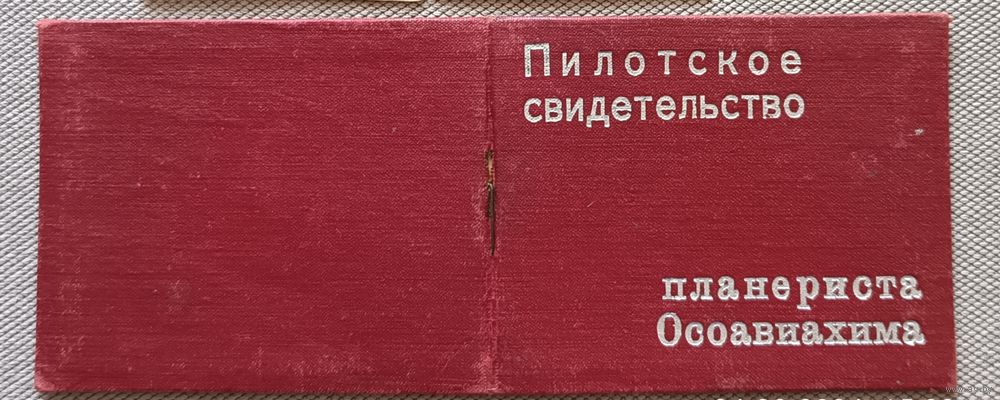 Пилотское
свидетельство
планериста
Осоавиахима